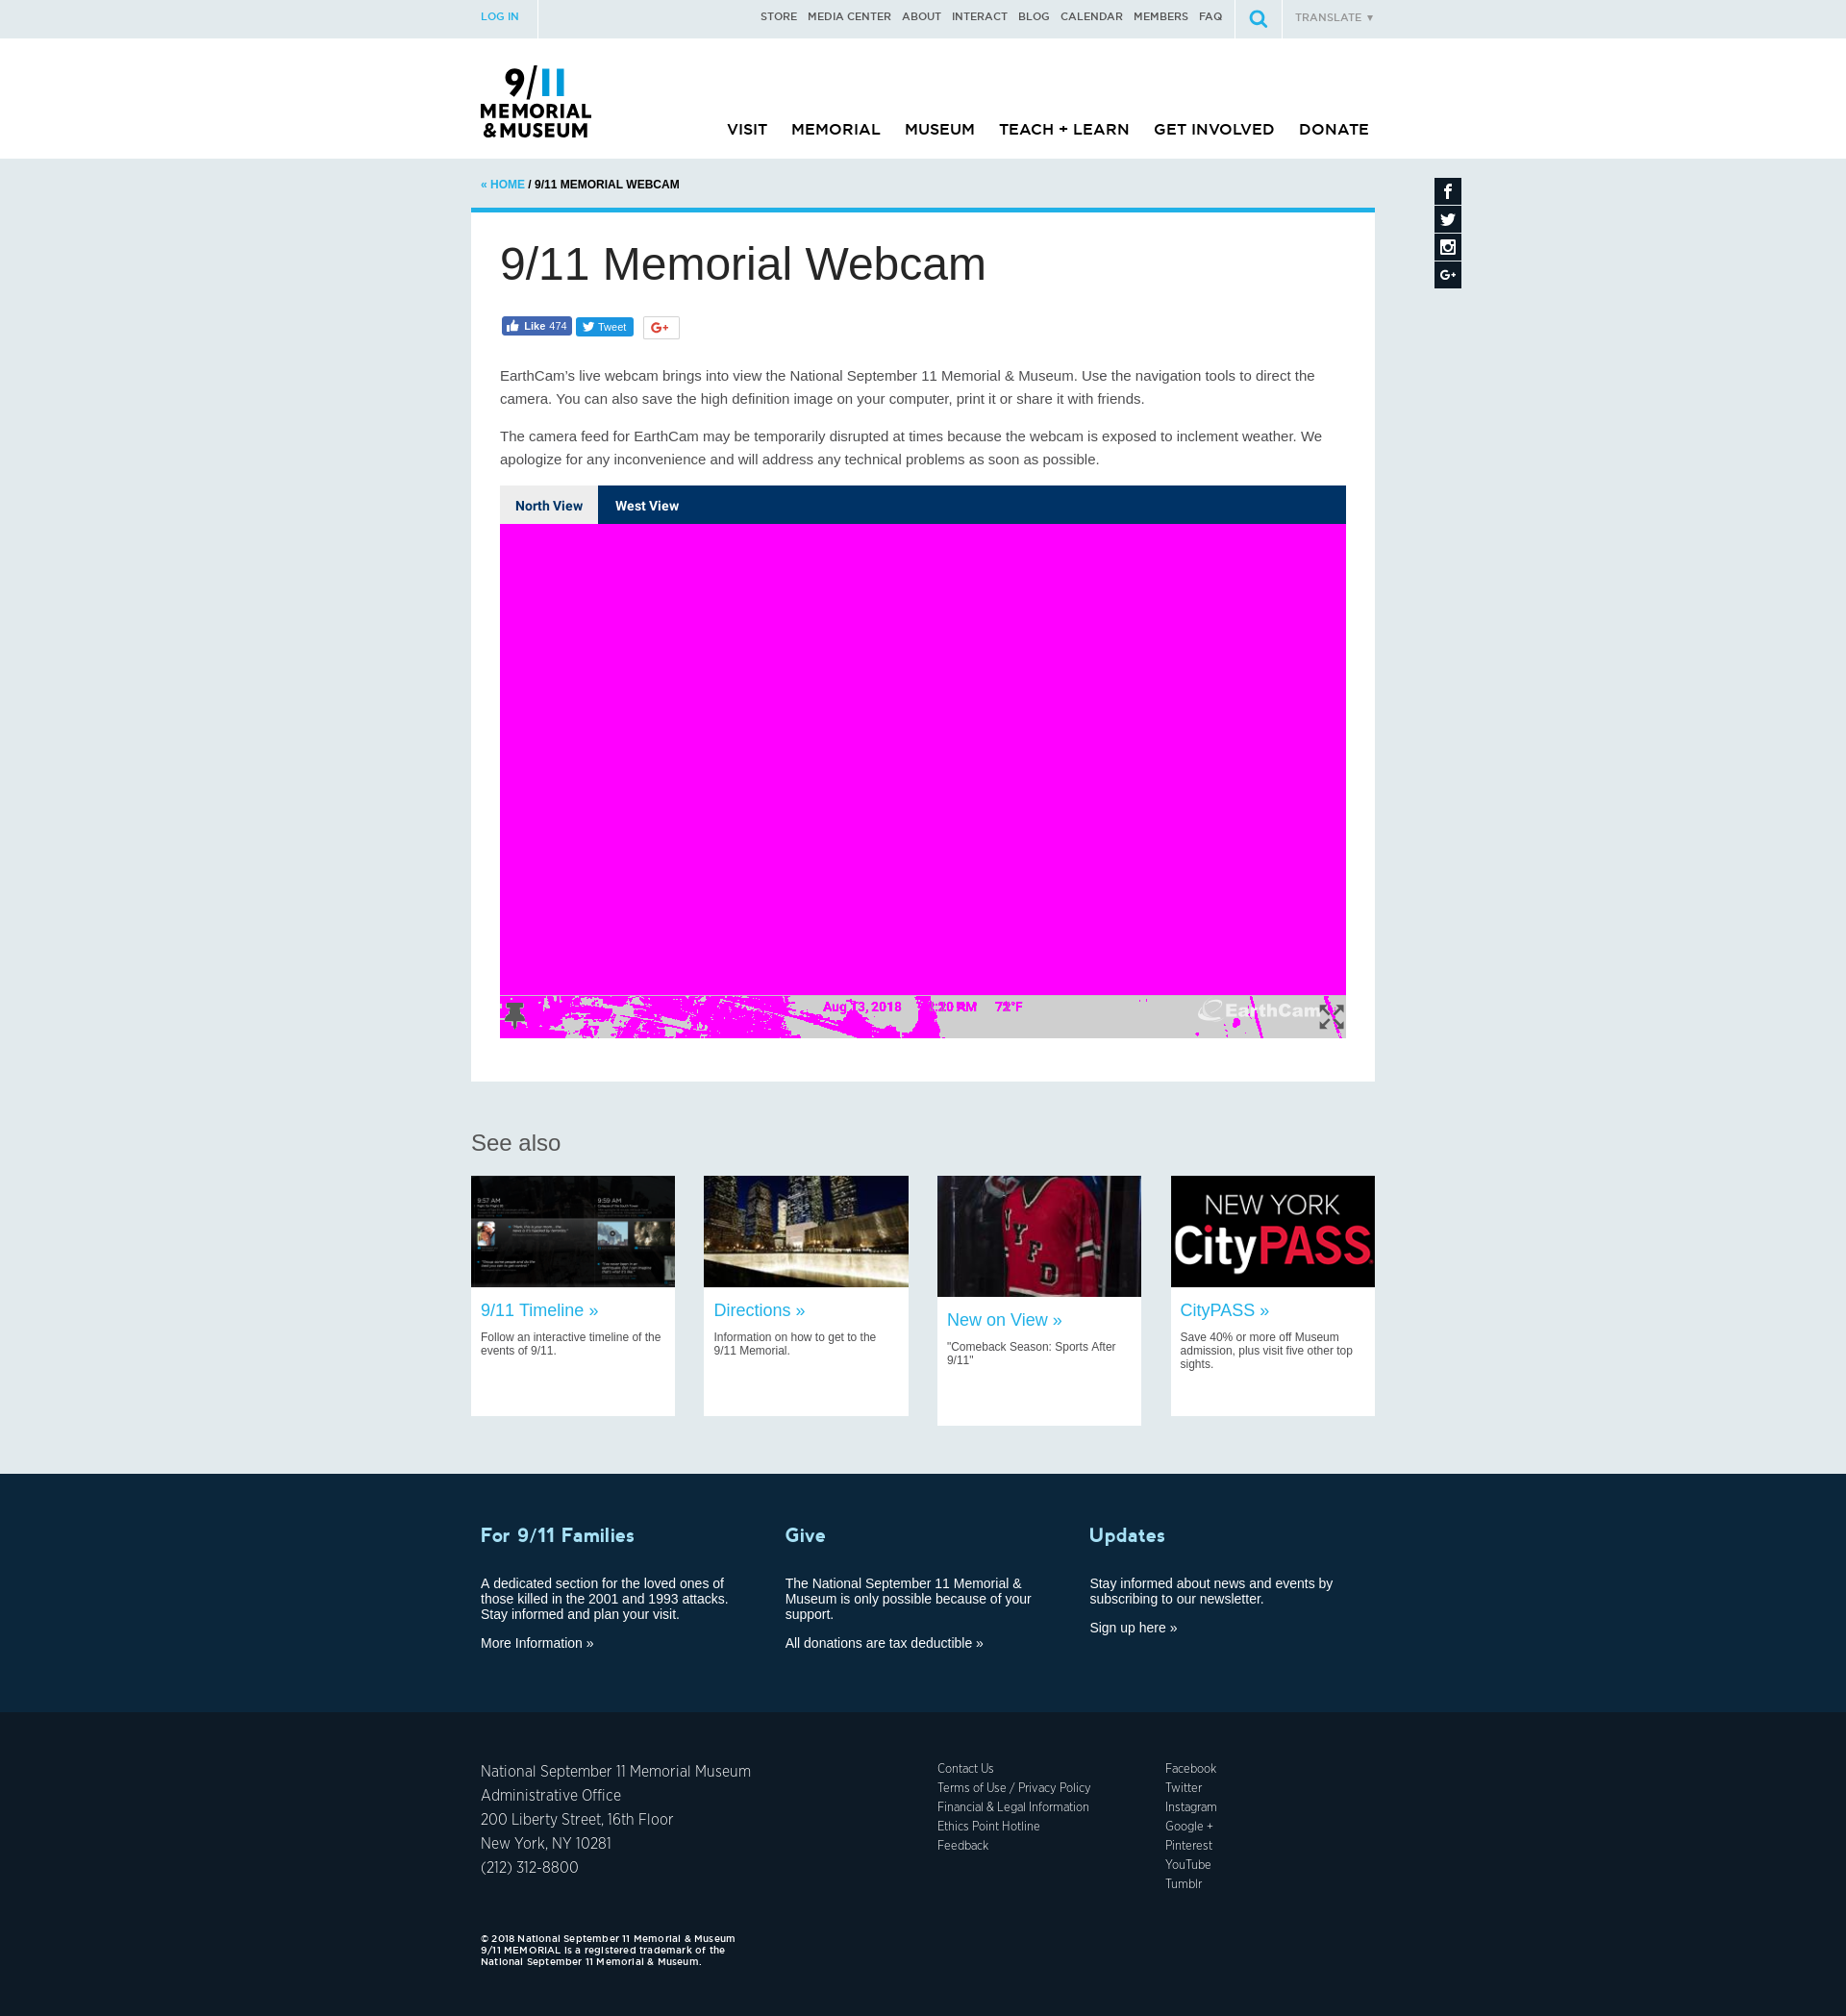 LOG IN
STORE MEDIA CENTER ABOUT INTERACT BLOG CALENDAR MEMBERS FAQ
TRANSLATE ▼
9/11
MEMORIAL
& MUSEUM
VISIT MEMORIAL MUSEUM TEACH + LEARN GET INVOLVED DONATE
« HOME / 9/11 MEMORIAL WEBCAM
9/11 Memorial Webcam
Like 474
Tweet
G+
EarthCam's live webcam brings into view the National September 11 Memorial & Museum. Use the navigation tools to direct the
camera. You can also save the high definition image on your computer, print it or share it with friends.
The camera feed for EarthCam may be temporarily disrupted at times because the webcam is exposed to inclement weather. We
apologize for any inconvenience and will address any technical problems as soon as possible.
North View West View
Aug 13, 2018
EarthCam
See also
9:57 AM
9:59 AM
NYFD
NEW YORK
CityPASS
9/11 Timeline »
Follow an interactive timeline of the
events of 9/11.
Directions »
Information on how to get to the
9/11 Memorial.
New on View »
"Comeback Season: Sports After
9/11"
CityPASS »
Save 40% or more off Museum
admission, plus visit five other top
sights.
For 9/11 Families
A dedicated section for the loved ones of
those killed in the 2001 and 1993 attacks.
Stay informed and plan your visit.
More Information »
Give
The National September 11 Memorial &
Museum is only possible because of your
support.
All donations are tax deductible »
Updates
Stay informed about news and events by
subscribing to our newsletter.
Sign up here »
National September 11 Memorial Museum
Administrative Office
200 Liberty Street, 16th Floor
New York, NY 10281
(212) 312-8800
Contact Us
Terms of Use / Privacy Policy
Financial & Legal Information
Ethics Point Hotline
Feedback
Facebook
Twitter
Instagram
Google +
Pinterest
YouTube
Tumblr
© 2018 National September 11 Memorial & Museum
9/11 MEMORIAL is a registered trademark of the
National September 11 Memorial & Museum.